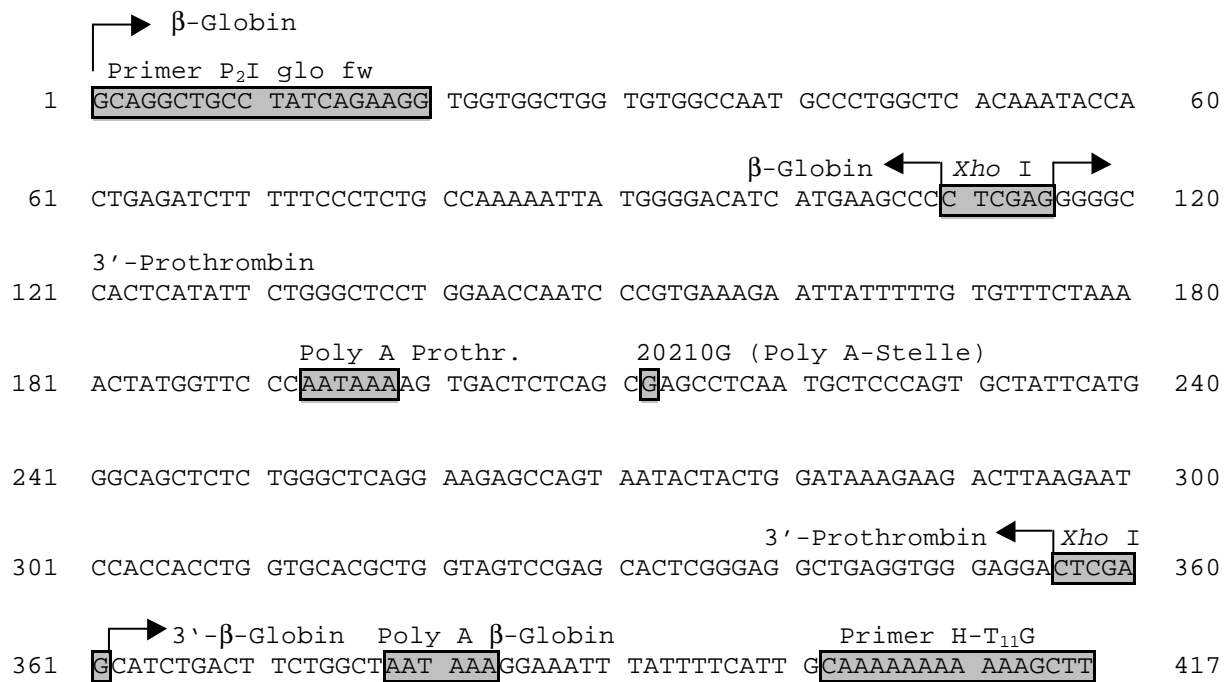 β-Globin
Primer P₂I glo fw
1 GCAGGCTGCC TATCAGAAGG TGGTGGCTGG TGTGGCCAAT GCCCTGGCTC ACAAATACCA 60
β-Globin Xho I
61 CTGAGATCTT TTTCCCTCTG CCAAAAATTA TGGGGACATC ATGAAGCCCC TCGAGGGGGC 120
3′-Prothrombin
121 CACTCATATT CTGGGCTCCT GGAACCAATC CCGTGAAAGA ATTATTTTTG TGTTTCTAAA 180
Poly A Prothr. 20210G (Poly A-Stelle)
181 ACTATGGTTC CCAATAAAAG TGACTCTCAG CGAGCCTCAA TGCTCCCAGT GCTATTCATG 240
241 GGCAGCTCTC TGGGCTCAGG AAGAGCCAGT AATACTACTG GATAAAGAAG ACTTAAGAAT 300
3′-Prothrombin Xho I
301 CCACCACCTG GTGCACGCTG GTAGTCCGAG CACTCGGGAG GCTGAGGTGG GAGGACTCGA 360
3‘-β-Globin Poly A β-Globin Primer H-T₁₁G
361 GCATCTGACT TCTGGCTAAT AAAGGAAATT TATTTTCATT GCAAAAAAAA AAAGCTT 417